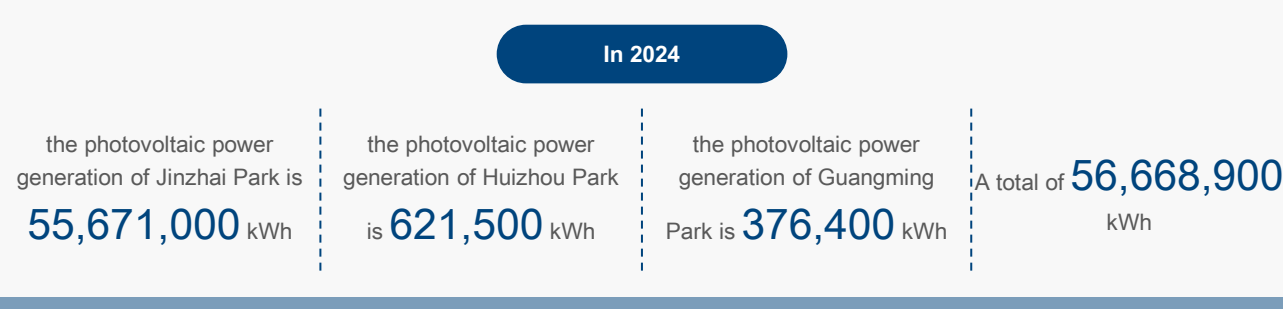 In 2024
the photovoltaic power
generation of Jinzhai Park is
55,671,000 kWh
the photovoltaic power
generation of Huizhou Park
is 621,500 kWh
the photovoltaic power
generation of Guangming
Park is 376,400 kWh
A total of 56,668,900
kWh